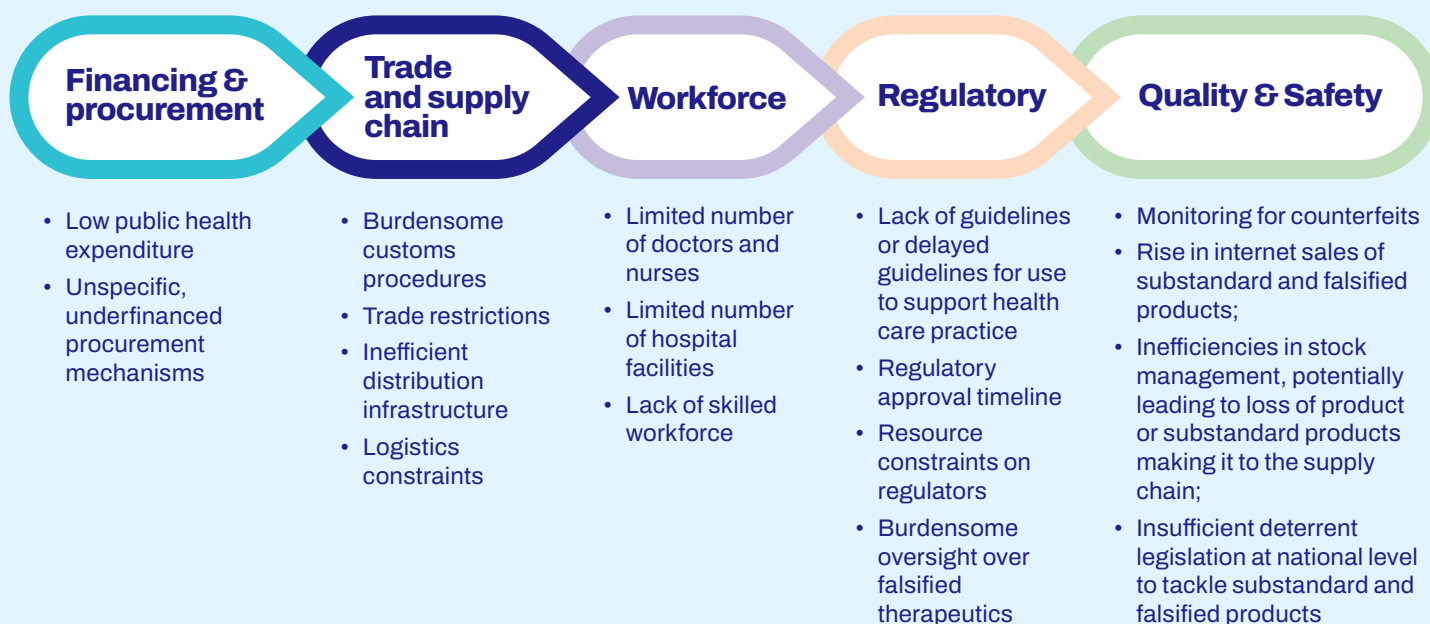 Financing &
procurement
• Low public health
expenditure
• Unspecific,
underfinanced
procurement
mechanisms
Trade
and supply
chain
• Burdensome
customs
procedures
• Trade restrictions
• Inefficient
distribution
infrastructure
• Logistics
constraints
Workforce
• Limited number
of doctors and
nurses
• Limited number
of hospital
facilities
• Lack of skilled
workforce
Regulatory
• Lack of guidelines
or delayed
guidelines for use
to support health
care practice
• Regulatory
approval timeline
• Resource
constraints on
regulators
• Burdensome
oversight over
falsified
therapeutics
Quality & Safety
• Monitoring for counterfeits
• Rise in internet sales of
substandard and falsified
products;
• Inefficiencies in stock
management, potentially
leading to loss of product
or substandard products
making it to the supply
chain;
• Insufficient deterrent
legislation at national level
to tackle substandard and
falsified products